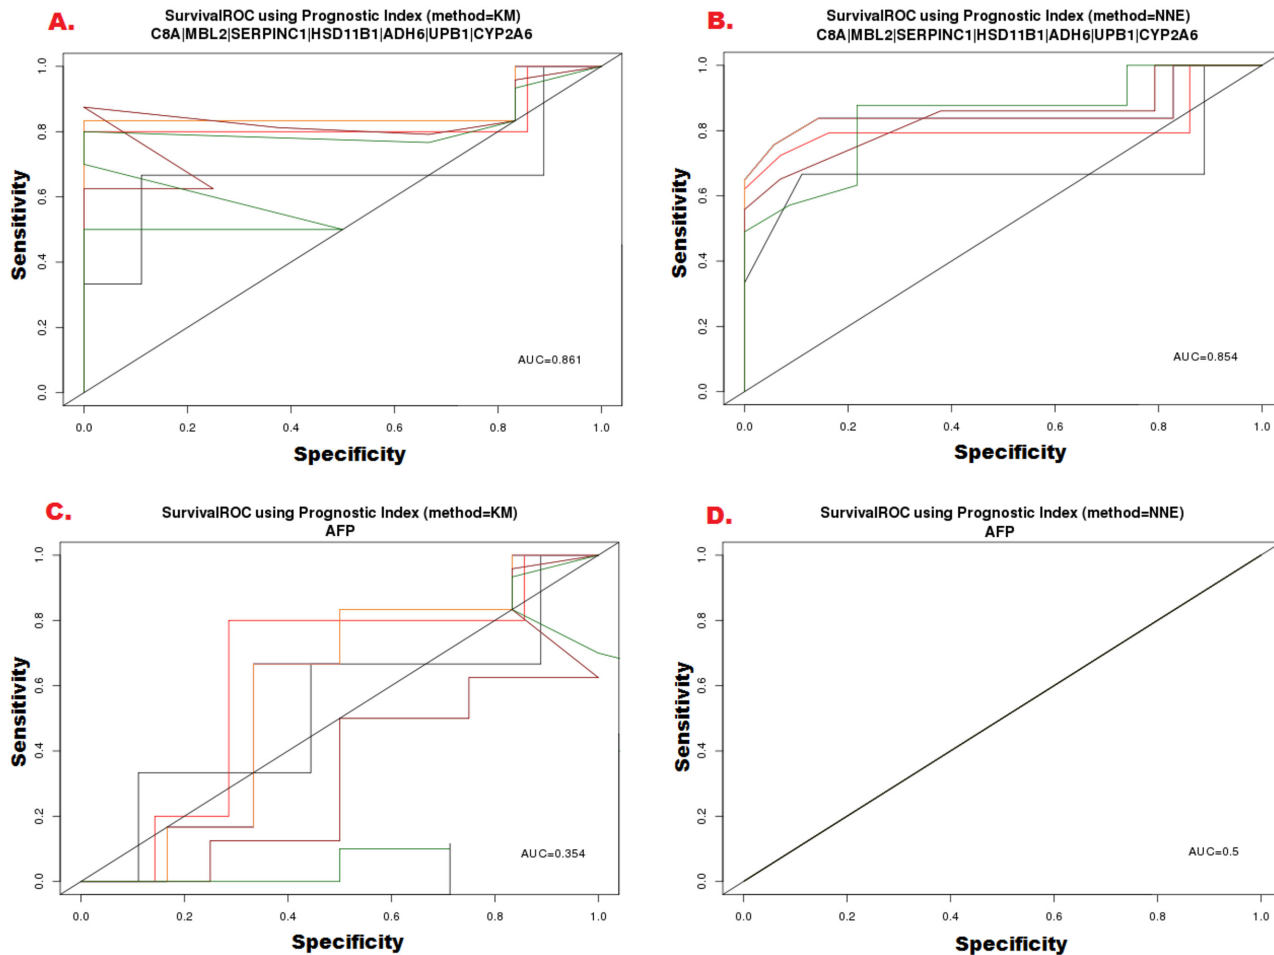 A.
SurvivalROC using Prognostic Index (method=KM)
C8A|MBL2|SERPINC1|HSD11B1|ADH6|UPB1|CYP2A6
Sensitivity
1.0
0.8
0.6
0.4
0.2
0.0
AUC=0.861
0.0 0.2 0.4 0.6 0.8 1.0
Specificity
B.
SurvivalROC using Prognostic Index (method=NNE)
C8A|MBL2|SERPINC1|HSD11B1|ADH6|UPB1|CYP2A6
Sensitivity
1.0
0.8
0.6
0.4
0.2
0.0
AUC=0.854
0.0 0.2 0.4 0.6 0.8 1.0
Specificity
C.
SurvivalROC using Prognostic Index (method=KM)
AFP
Sensitivity
1.0
0.8
0.6
0.4
0.2
0.0
AUC=0.354
0.0 0.2 0.4 0.6 0.8 1.0
Specificity
D.
SurvivalROC using Prognostic Index (method=NNE)
AFP
Sensitivity
1.0
0.8
0.6
0.4
0.2
0.0
AUC=0.5
0.0 0.2 0.4 0.6 0.8 1.0
Specificity